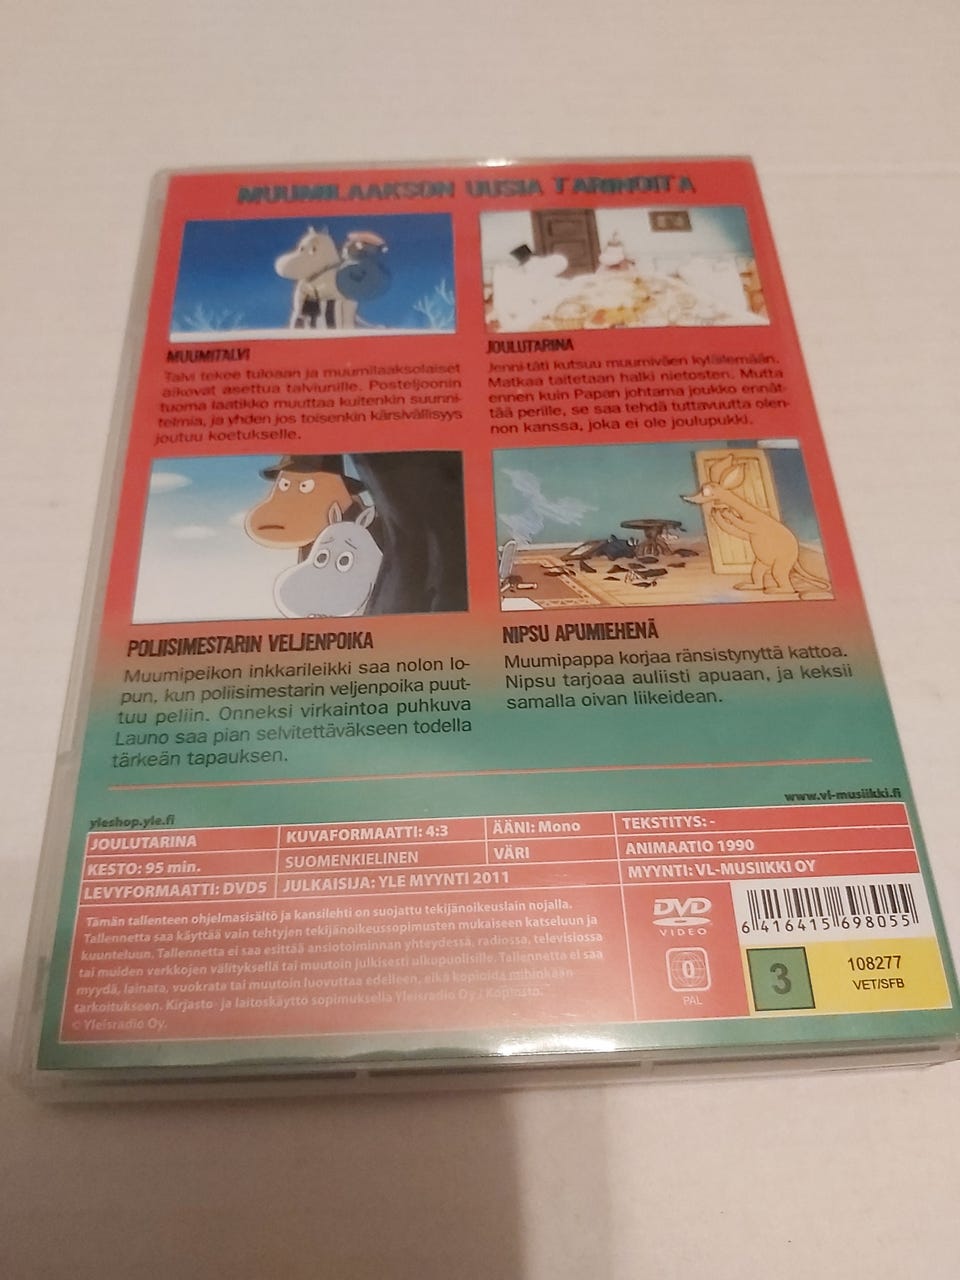 MUUMILAAKSON UUSIA TARINOITA
MUUMITALVI
Talvi tekee tuloaan ja muumilaaksolaiset
aikovat asettua talviunille. Posteljoonin
tuoma laatikko muuttaa kuitenkin suunni-
telmia, ja yhden jos toisenkin kärsivällisyys
joutuu koetukselle.
JOULUTARINA
Jenni-täti kutsuu muumiväen kyläilemään.
Matkaa taitetaan halki nietosten. Mutta
ennen kuin Papan johtama joukko ennät-
tää perille, se saa tehdä tuttavuutta olen-
non kanssa, joka ei ole joulupukki.
POLIISIMESTARIN VELJENPOIKA
Muumipeikon inkkarileikki saa nolon lo-
pun, kun poliisimestarin veljenpoika puut-
tuu peliin. Onneksi virkaintoa puhkuva
Launo saa pian selvitettäväkseen todella
tärkeän tapauksen.
NIPSU APUMIEHENÄ
Muumipappa korjaa ränsistynyttä kattoa.
Nipsu tarjoaa auliisti apuaan, ja keksii
samalla oivan liikeidean.
yleshop.yle.fi
www.vl-musiikki.fi
JOULUTARINA
KUVAFORMAATTI: 4:3
ÄÄNI: Mono
TEKSTITYS: -
KESTO: 95 min.
SUOMENKIELINEN
VÄRI
ANIMAATIO 1990
LEVYFORMAATTI: DVD5
JULKAISIJA: YLE MYYNTI 2011
MYYNTI: VL-MUSIIKKI OY
Tämän tallenteen ohjelmasisältö ja kansilehti on suojattu tekijänoikeuslain nojalla.
Tallennetta saa käyttää vain tehtyjen tekijänoikeussopimusten mukaiseen katseluun ja
kuunteluun. Tallennetta ei saa esittää ansiotoiminnan yhteydessä, radiossa, televisiossa
tai muiden verkkojen välityksellä tai muutoin julkisesti ulkopuolisille. Tallennetta ei saa
myydä, lainata, vuokrata tai muutoin luovuttaa edelleen, eikä kopioida mihinkään
tarkoitukseen. Kirjasto- ja laitoskäyttö sopimuksella Yleisradio Oy / Kopiosto.
© Yleisradio Oy.
DVD
VIDEO
0
PAL
6 416415 698055
3
108277
VET/SFB